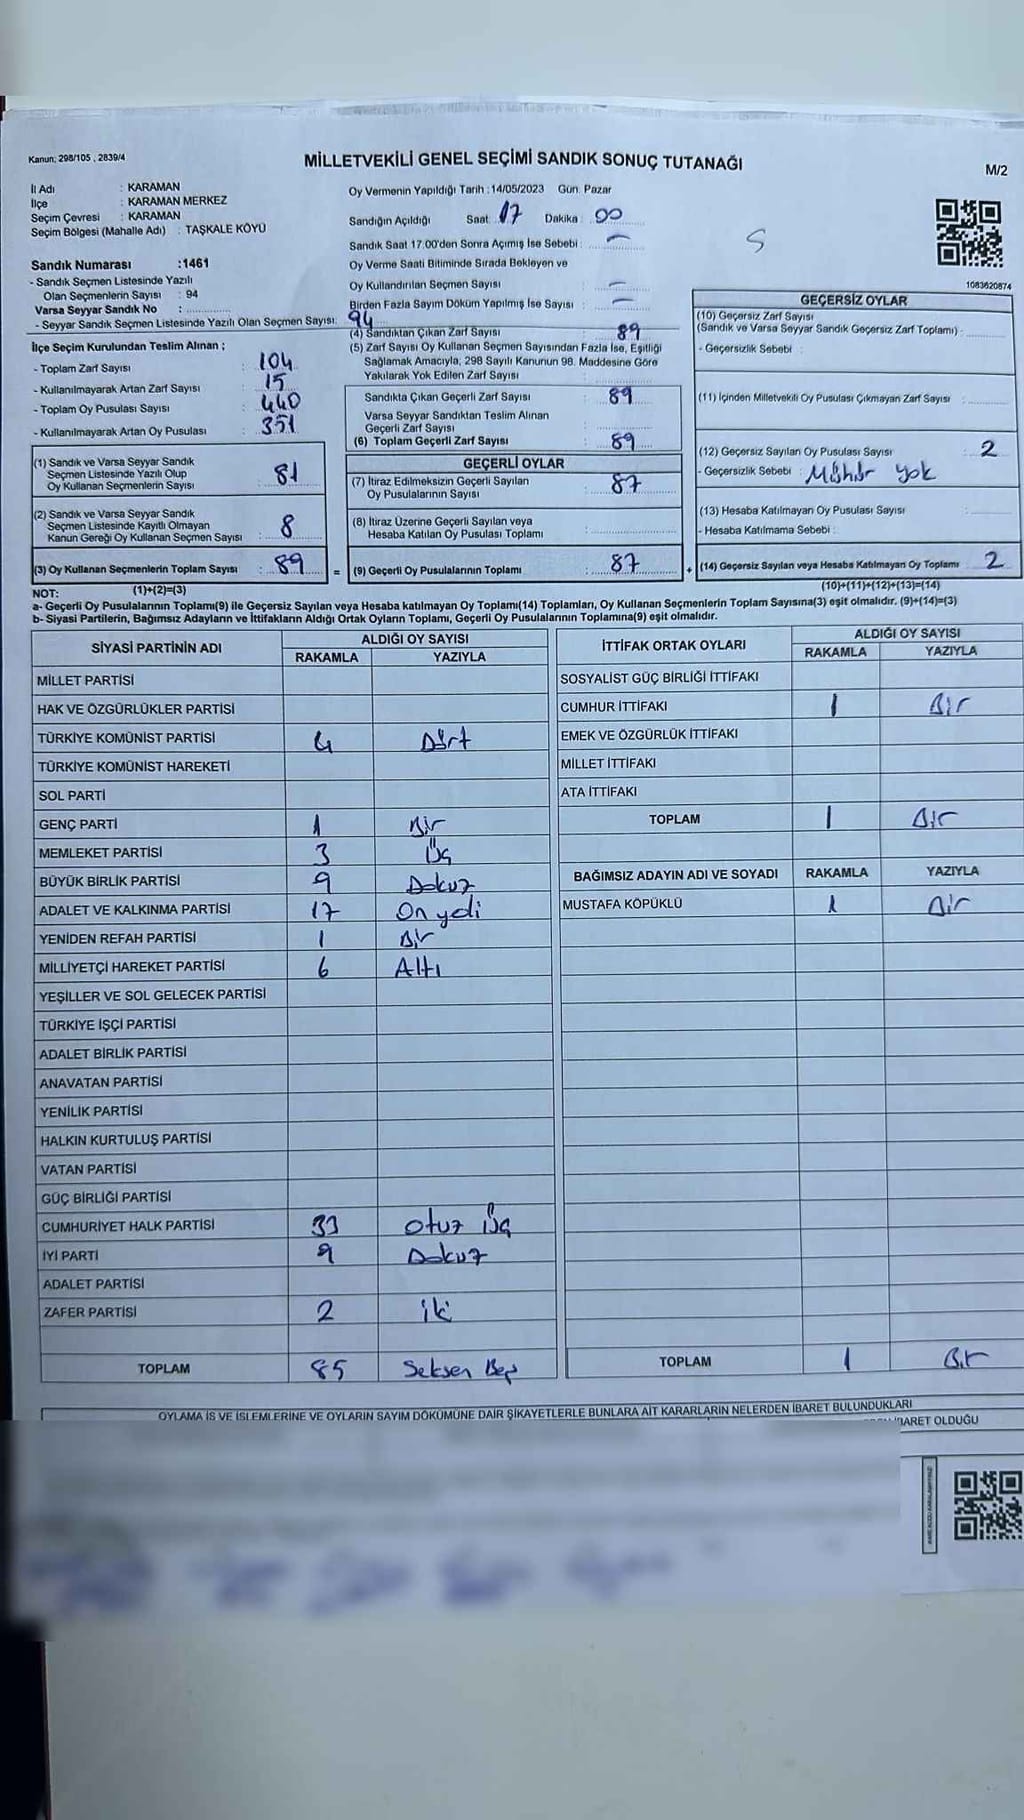 Kanun; 298/105 , 2839/4
MİLLETVEKİLİ GENEL SEÇİMİ SANDIK SONUÇ TUTANAĞI
M/2
İl Adı : KARAMAN
İlçe : KARAMAN MERKEZ
Seçim Çevresi : KARAMAN
Seçim Bölgesi (Mahalle Adı) : TAŞKALE KÖYÜ
Sandık Numarası :1461
- Sandık Seçmen Listesinde Yazılı
Olan Seçmenlerin Sayısı : 94
Varsa Seyyar Sandık No :
- Seyyar Sandık Seçmen Listesinde Yazılı Olan Seçmen Sayısı: 94
İlçe Seçim Kurulundan Teslim Alınan ;
- Toplam Zarf Sayısı : 104
- Kullanılmayarak Artan Zarf Sayısı : 15
- Toplam Oy Pusulası Sayısı : 440
- Kullanılmayarak Artan Oy Pusulası : 351
Oy Vermenin Yapıldığı Tarih :14/05/2023 Gün: Pazar
Sandığın Açıldığı Saat 17 Dakika : 00
Sandık Saat 17.00'den Sonra Açımış İse Sebebi : –
Oy Verme Saati Bitiminde Sırada Bekleyen ve
Oy Kullandırılan Seçmen Sayısı : –
Birden Fazla Sayım Döküm Yapılmış İse Sayısı : –
(4) Sandıktan Çıkan Zarf Sayısı : 89
(5) Zarf Sayısı Oy Kullanan Seçmen Sayısından Fazla İse, Eşitliği
Sağlamak Amacıyla, 298 Sayılı Kanunun 98. Maddesine Göre
Yakılarak Yok Edilen Zarf Sayısı :
Sandıkta Çıkan Geçerli Zarf Sayısı : 89
Varsa Seyyar Sandıktan Teslim Alınan
Geçerli Zarf Sayısı :
(6) Toplam Geçerli Zarf Sayısı : 89
S
1083620874
GEÇERSİZ OYLAR
(10) Geçersiz Zarf Sayısı
(Sandık ve Varsa Seyyar Sandık Geçersiz Zarf Toplamı) :
- Geçersizlik Sebebi :
(11) İçinden Milletvekili Oy Pusulası Çıkmayan Zarf Sayısı :
(12) Geçersiz Sayılan Oy Pusulası Sayısı : 2
- Geçersizlik Sebebi : Mühür yok
(13) Hesaba Katılmayan Oy Pusulası Sayısı :
- Hesaba Katılmama Sebebi :
(14) Geçersiz Sayılan veya Hesaba Katılmayan Oy Toplamı : 2
(10)+(11)+(12)+(13)=(14)
(1) Sandık ve Varsa Seyyar Sandık
Seçmen Listesinde Yazılı Olup
Oy Kullanan Seçmenlerin Sayısı : 81
(2) Sandık ve Varsa Seyyar Sandık
Seçmen Listesinde Kayıtlı Olmayan
Kanun Gereği Oy Kullanan Seçmen Sayısı : 8
(3) Oy Kullanan Seçmenlerin Toplam Sayısı : 89 =
(1)+(2)=(3)
GEÇERLİ OYLAR
(7) İtiraz Edilmeksizin Geçerli Sayılan
Oy Pusulalarının Sayısı : 87
(8) İtiraz Üzerine Geçerli Sayılan veya
Hesaba Katılan Oy Pusulası Toplamı :
(9) Geçerli Oy Pusulalarının Toplamı : 87 +
NOT:
a- Geçerli Oy Pusulalarının Toplamı(9) ile Geçersiz Sayılan veya Hesaba katılmayan Oy Toplamı(14) Toplamları, Oy Kullanan Seçmenlerin Toplam Sayısına(3) eşit olmalıdır. (9)+(14)=(3)
b- Siyasi Partilerin, Bağımsız Adayların ve İttifakların Aldığı Ortak Oyların Toplamı, Geçerli Oy Pusulalarının Toplamına(9) eşit olmalıdır.
SİYASİ PARTİNİN ADI ALDIĞI OY SAYISI
RAKAMLA YAZIYLA
MİLLET PARTİSİ
HAK VE ÖZGÜRLÜKLER PARTİSİ
TÜRKİYE KOMÜNİST PARTİSİ 4 Dört
TÜRKİYE KOMÜNİST HAREKETİ
SOL PARTİ
GENÇ PARTİ 1 Bir
MEMLEKET PARTİSİ 3 Üç
BÜYÜK BİRLİK PARTİSİ 9 Dokuz
ADALET VE KALKINMA PARTİSİ 17 On yedi
YENİDEN REFAH PARTİSİ 1 Bir
MİLLİYETÇİ HAREKET PARTİSİ 6 Altı
YEŞİLLER VE SOL GELECEK PARTİSİ
TÜRKİYE İŞÇİ PARTİSİ
ADALET BİRLİK PARTİSİ
ANAVATAN PARTİSİ
YENİLİK PARTİSİ
HALKIN KURTULUŞ PARTİSİ
VATAN PARTİSİ
GÜÇ BİRLİĞİ PARTİSİ
CUMHURİYET HALK PARTİSİ 33 Otuz Üç
İYİ PARTİ 9 Dokuz
ADALET PARTİSİ
ZAFER PARTİSİ 2 iki
TOPLAM 85 Seksen Beş
İTTİFAK ORTAK OYLARI ALDIĞI OY SAYISI
RAKAMLA YAZIYLA
SOSYALİST GÜÇ BİRLİĞİ İTTİFAKI
CUMHUR İTTİFAKI 1 Bir
EMEK VE ÖZGÜRLÜK İTTİFAKI
MİLLET İTTİFAKI
ATA İTTİFAKI
TOPLAM 1 Bir
BAĞIMSIZ ADAYIN ADI VE SOYADI RAKAMLA YAZIYLA
MUSTAFA KÖPÜKLÜ 1 Bir
TOPLAM 1 Bir
OYLAMA İŞ VE İŞLEMLERİNE VE OYLARIN SAYIM DÖKÜMÜNE DAİR ŞİKAYETLERLE BUNLARA AİT KARARLARIN NELERDEN İBARET BULUNDUKLARI
İBARET OLDUĞU